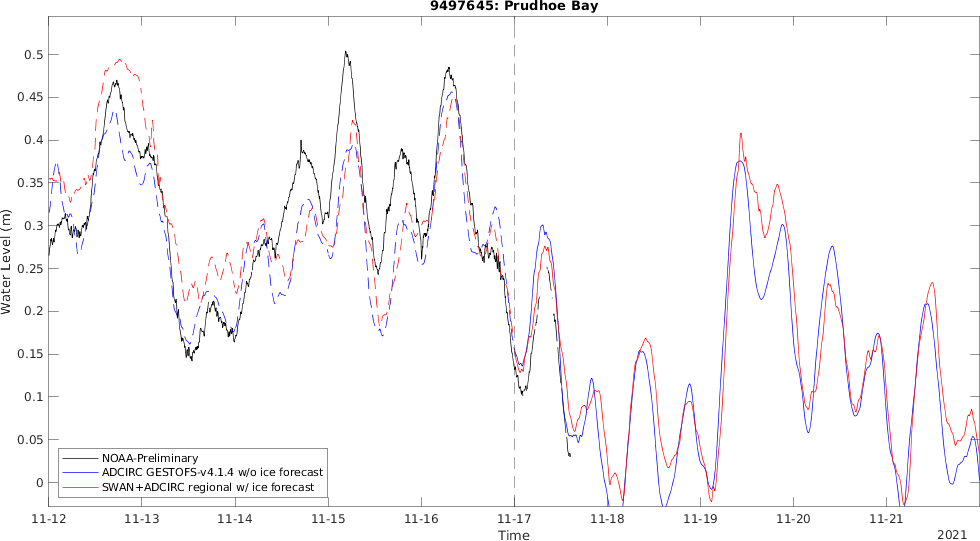 9497645: Prudhoe Bay
Water Level (m)
0.5
0.45
0.4
0.35
0.3
0.25
0.2
0.15
0.1
0.05
0
NOAA-Preliminary
ADCIRC GESTOFS-v4.1.4 w/o ice forecast
SWAN+ADCIRC regional w/ ice forecast
11-12 11-13 11-14 11-15 11-16 11-17 11-18 11-19 11-20 11-21
Time
2021